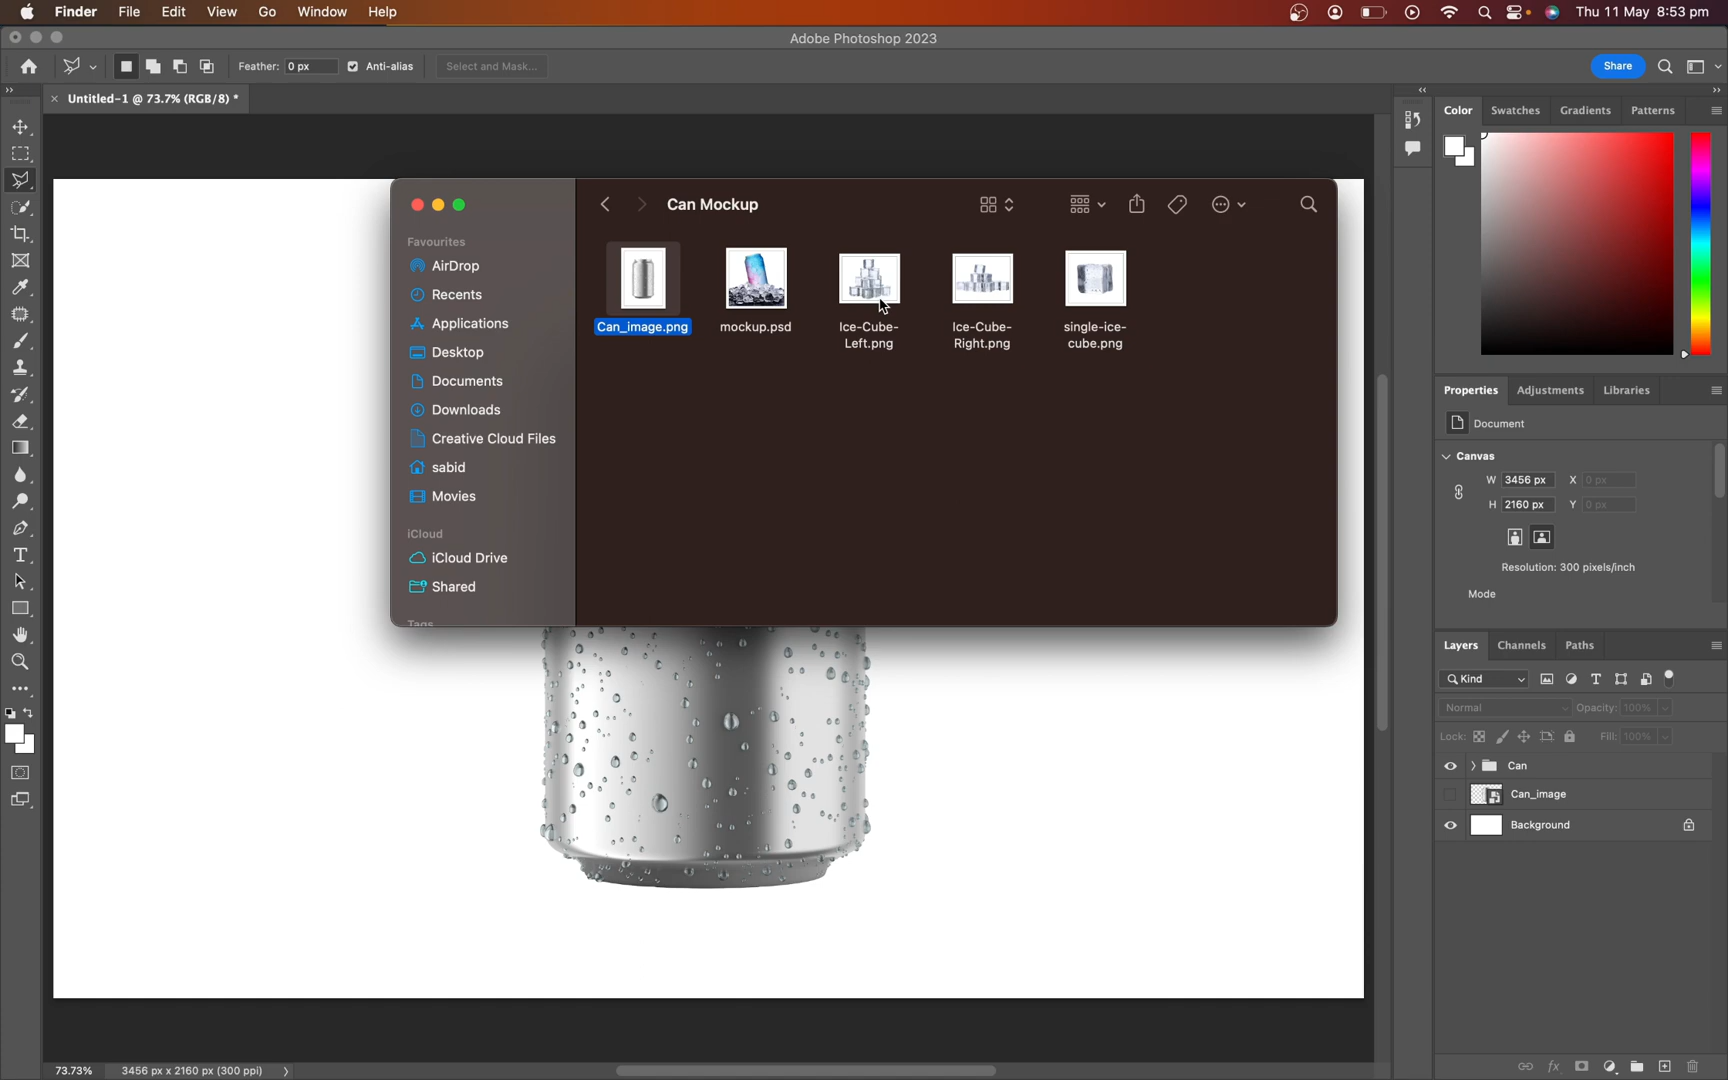 Finder File Edit View Go Window Help
Thu 11 May 8:53 pm
Adobe Photoshop 2023
Feather: 0 px Anti-alias Select and Mask...
Share
Untitled-1 @ 73.7% (RGB/8) *
Can Mockup
Favourites
AirDrop
Recents
Applications
Desktop
Documents
Downloads
Creative Cloud Files
sabid
Movies
iCloud
iCloud Drive
Shared
Tags
Can_image.png
mockup.psd
Ice-Cube-
Left.png
Ice-Cube-
Right.png
single-ice-
cube.png
Color Swatches Gradients Patterns
Properties Adjustments Libraries
Document
Canvas
W 3456 px X 0 px
H 2160 px Y 0 px
Resolution: 300 pixels/inch
Mode
Layers Channels Paths
Kind
Normal Opacity: 100%
Lock: Fill: 100%
Can
Can_image
Background
73.73% 3456 px x 2160 px (300 ppi)